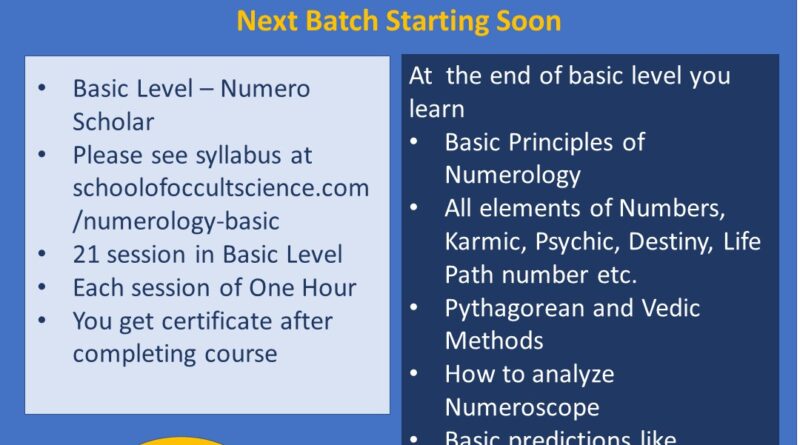 Next Batch Starting Soon
• Basic Level – Numero
Scholar
• Please see syllabus at
schoolofoccultscience.com
/numerology-basic
• 21 session in Basic Level
• Each session of One Hour
• You get certificate after
completing course
At the end of basic level you
learn
• Basic Principles of
Numerology
• All elements of Numbers,
Karmic, Psychic, Destiny, Life
Path number etc.
• Pythagorean and Vedic
Methods
• How to analyze
Numeroscope
• Basic predictions like